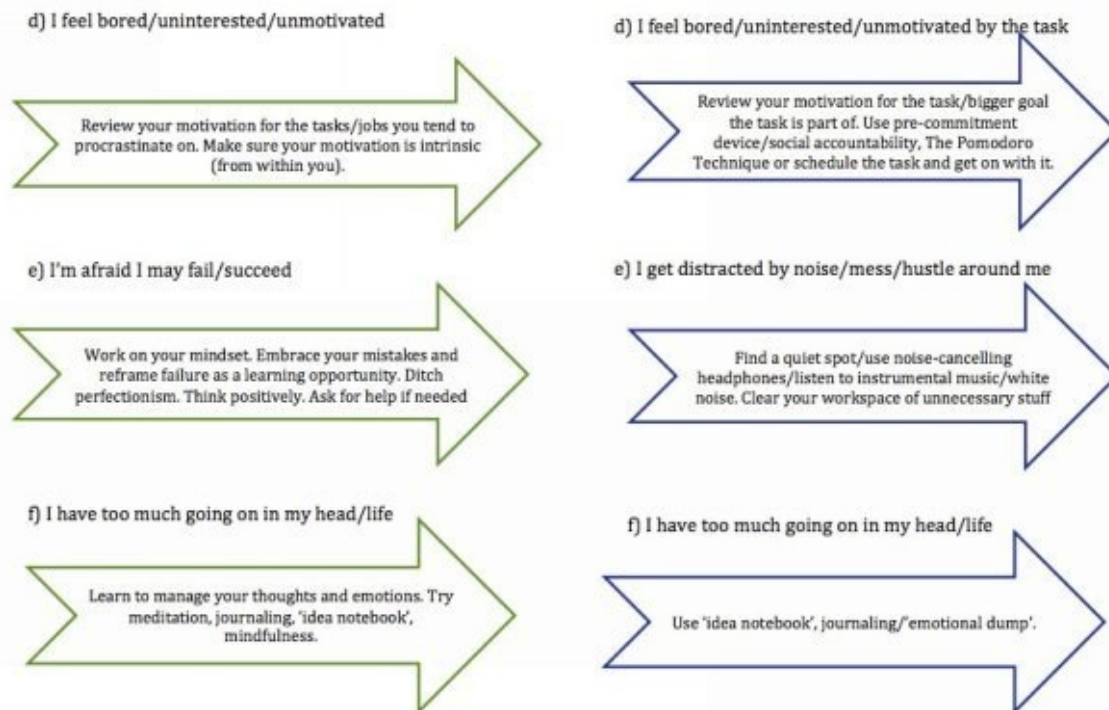 d) I feel bored/uninterested/unmotivated
Review your motivation for the tasks/jobs you tend to
procrastinate on. Make sure your motivation is intrinsic
(from within you).
e) I'm afraid I may fail/succeed
Work on your mindset. Embrace your mistakes and
reframe failure as a learning opportunity. Ditch
perfectionism. Think positively. Ask for help if needed
f) I have too much going on in my head/life
Learn to manage your thoughts and emotions. Try
meditation, journaling, 'idea notebook',
mindfulness.
d) I feel bored/uninterested/unmotivated by the task
Review your motivation for the task/bigger goal
the task is part of. Use pre-commitment
device/social accountability, The Pomodoro
Technique or schedule the task and get on with it.
e) I get distracted by noise/mess/hustle around me
Find a quiet spot/use noise-cancelling
headphones/listen to instrumental music/white
noise. Clear your workspace of unnecessary stuff
f) I have too much going on in my head/life
Use 'idea notebook', journaling/'emotional dump'.